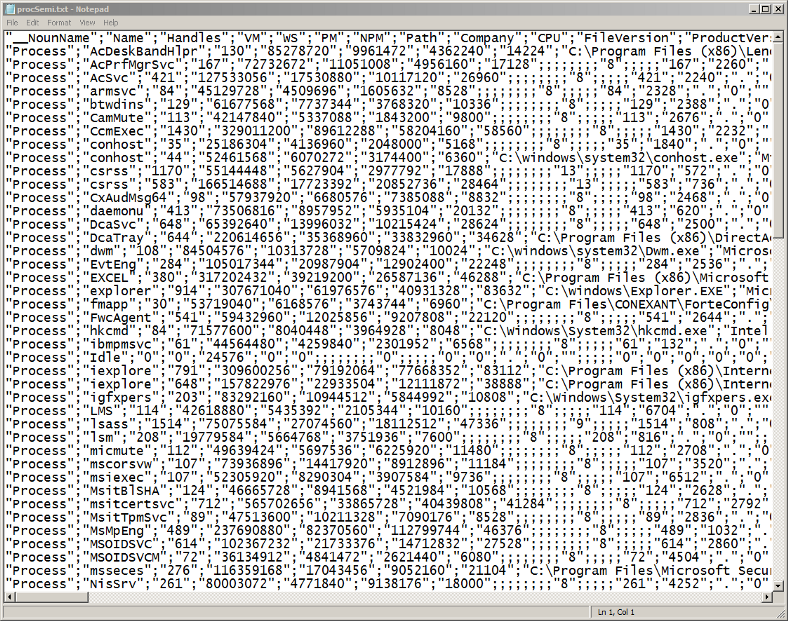 procSemi.txt - Notepad
File Edit Format View Help
"__NounName";"Name";"Handles";"VM";"WS";"PM";"NPM";"Path";"Company";"CPU";"FileVersion";"ProductVer
"Process";"AcDeskBandHlpr";"130";"85278720";"9961472";"4362240";"14224";"C:\Program Files (x86)\Len
"Process";"AcPrfMgrSvc";"167";"72732672";"11051008";"4956160";"17128";;;;;;;;"8";;;;;"167";"2260";"
"Process";"AcSvc";"421";"127533056";"17530880";"10117120";"26960";;;;;;;;"8";;;;;"421";"2240";".";"
"Process";"armsvc";"84";"45129728";"4509696";"1605632";"8528";;;;;;;;"8";;;;;"84";"2328";".";"0";""
"Process";"btwdins";"129";"61677568";"7737344";"3768320";"10336";;;;;;;;"8";;;;;"129";"2388";".";"0
"Process";"CamMute";"113";"42147840";"5337088";"1843200";"9800";;;;;;;;"8";;;;;"113";"2676";".";"0"
"Process";"CcmExec";"1430";"329011200";"89612288";"58204160";"58560";;;;;;;;"8";;;;;"1430";"2232";"
"Process";"conhost";"35";"25186304";"4136960";"2048000";"5168";;;;;;;;"8";;;;;"35";"1840";".";"0";"
"Process";"conhost";"44";"52461568";"6070272";"3174400";"6360";"C:\windows\system32\conhost.exe";"M
"Process";"csrss";"1170";"55144448";"5627904";"2977792";"17888";;;;;;;;"13";;;;;"1170";"572";".";"0
"Process";"csrss";"583";"166514688";"17723392";"20852736";"28464";;;;;;;;"13";;;;;"583";"736";".";"
"Process";"CxAudMsg64";"98";"57937920";"6680576";"7385088";"8832";;;;;;;;"8";;;;;"98";"2468";".";"0
"Process";"daemonu";"413";"73506816";"8957952";"5935104";"20132";;;;;;;;"8";;;;;"413";"620";".";"0"
"Process";"DcaSvc";"648";"65392640";"13996032";"10215424";"28624";;;;;;;;"8";;;;;"648";"2500";".";"
"Process";"DcaTray";"644";"220614656";"35368960";"33832960";"34628";"C:\Program Files (x86)\DirectA
"Process";"dwm";"108";"84504576";"10313728";"5709824";"10024";"C:\windows\system32\Dwm.exe";"Micros
"Process";"EvtEng";"284";"105017344";"20987904";"12902400";"22248";;;;;;;;"8";;;;;"284";"2536";".";
"Process";"EXCEL";"380";"317202432";"39219200";"26587136";"46288";"C:\Program Files (x86)\Microsoft
"Process";"explorer";"914";"307671040";"61976576";"40931328";"83632";"C:\windows\Explorer.EXE";"Mic
"Process";"fmapp";"30";"53719040";"6168576";"3743744";"6960";"C:\Program Files\CONEXANT\ForteConfig
"Process";"FwcAgent";"541";"59432960";"12025856";"9207808";"22120";;;;;;;;"8";;;;;"541";"2644";".";
"Process";"hkcmd";"84";"71577600";"8040448";"3964928";"8048";"C:\windows\System32\hkcmd.exe";"Intel
"Process";"ibmpmsvc";"61";"44564480";"4259840";"2301952";"6568";;;;;;;;"8";;;;;"61";"132";".";"0";"
"Process";"Idle";"0";"0";"24576";"0";"0";;;;;;;;"0";;;;;"0";"0";".";"0";"";;;;;"0";"0";"0";"0";"0";
"Process";"iexplore";"791";"309600256";"79192064";"77668352";"83112";"C:\Program Files (x86)\Intern
"Process";"iexplore";"648";"157822976";"22933504";"12111872";"38888";"C:\Program Files (x86)\Intern
"Process";"igfxpers";"203";"83292160";"10944512";"5844992";"10808";"C:\Windows\System32\igfxpers.ex
"Process";"LMS";"114";"42618880";"5435392";"2105344";"10160";;;;;;;;"8";;;;;"114";"6704";".";"0";""
"Process";"lsass";"1514";"75075584";"27074560";"18112512";"47336";;;;;;;;"9";;;;;"1514";"808";".";"
"Process";"lsm";"208";"19779584";"5664768";"3751936";"7600";;;;;;;;"8";;;;;"208";"816";".";"0";"";;
"Process";"micmute";"112";"49639424";"5697536";"6225920";"11480";;;;;;;;"8";;;;;"112";"2708";".";"0
"Process";"mscorsvw";"107";"73936896";"14417920";"8912896";"11184";;;;;;;;"8";;;;;"107";"3520";".";
"Process";"msiexec";"107";"52305920";"8290304";"3907584";"9736";;;;;;;;"8";;;;;"107";"6512";".";"0"
"Process";"MsitBlSHA";"124";"46665728";"8941568";"4521984";"10568";;;;;;;;"8";;;;;"124";"2628";".";
"Process";"msitcertsvc";"712";"565702656";"33865728";"40439808";"41284";;;;;;;;"8";;;;;"712";"2792"
"Process";"MsitTpmSvc";"89";"47513600";"10211328";"7090176";"8528";;;;;;;;"8";;;;;"89";"2836";".";"
"Process";"MsMpEng";"489";"237690880";"82370560";"112799744";"46376";;;;;;;;"8";;;;;"489";"1032";".
"Process";"MSOIDSVC";"614";"102367232";"21733376";"14712832";"27528";;;;;;;;"8";;;;;"614";"2860";".
"Process";"MSOIDSVCM";"72";"36134912";"4841472";"2621440";"6080";;;;;;;;"8";;;;;"72";"4504";".";"0"
"Process";"msseces";"276";"116359168";"17043456";"9052160";"21104";"C:\Program Files\Microsoft Secu
"Process";"NisSrv";"261";"80003072";"4771840";"9138176";"18000";;;;;;;;"8";;;;;"261";"4252";".";"0
Ln 1, Col 1